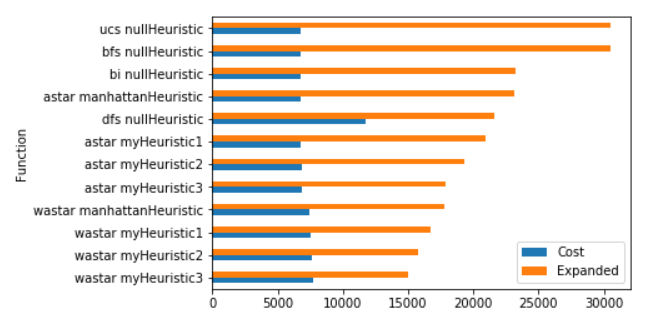 ucs nullHeuristic
bfs nullHeuristic
bi nullHeuristic
astar manhattanHeuristic
dfs nullHeuristic
astar myHeuristic1
astar myHeuristic2
astar myHeuristic3
wastar manhattanHeuristic
wastar myHeuristic1
wastar myHeuristic2
wastar myHeuristic3
Function
Cost
Expanded
0 5000 10000 15000 20000 25000 30000